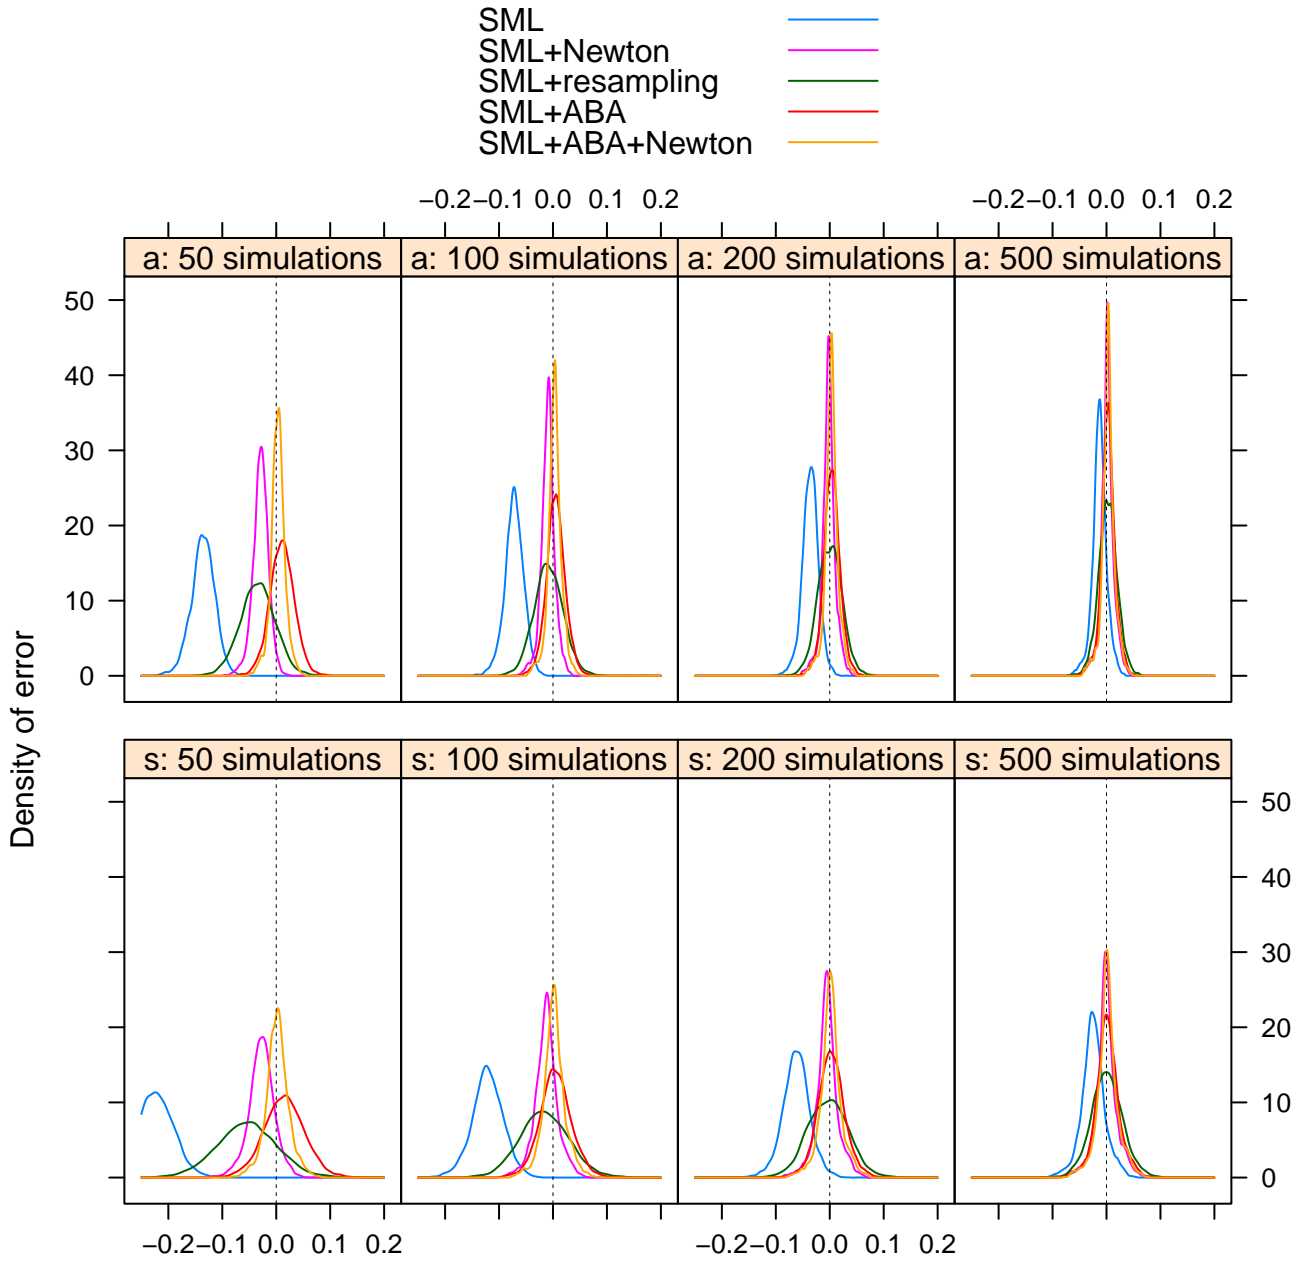 SML
SML+Newton
SML+resampling
SML+ABA
SML+ABA+Newton
−0.2 −0.1 0.0 0.1 0.2 −0.2 −0.1 0.0 0.1 0.2
a: 50 simulations a: 100 simulations a: 200 simulations a: 500 simulations
50
40
30
20
10
0
Density of error
s: 50 simulations s: 100 simulations s: 200 simulations s: 500 simulations
50
40
30
20
10
0
−0.2 −0.1 0.0 0.1 0.2 −0.2 −0.1 0.0 0.1 0.2